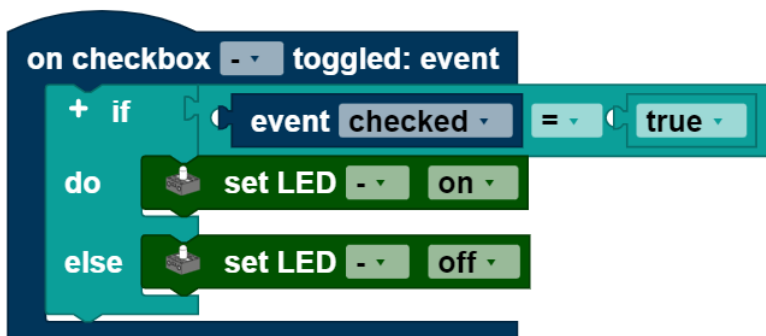 on checkbox - toggled: event
+ if event checked = true
do set LED - on
else set LED - off